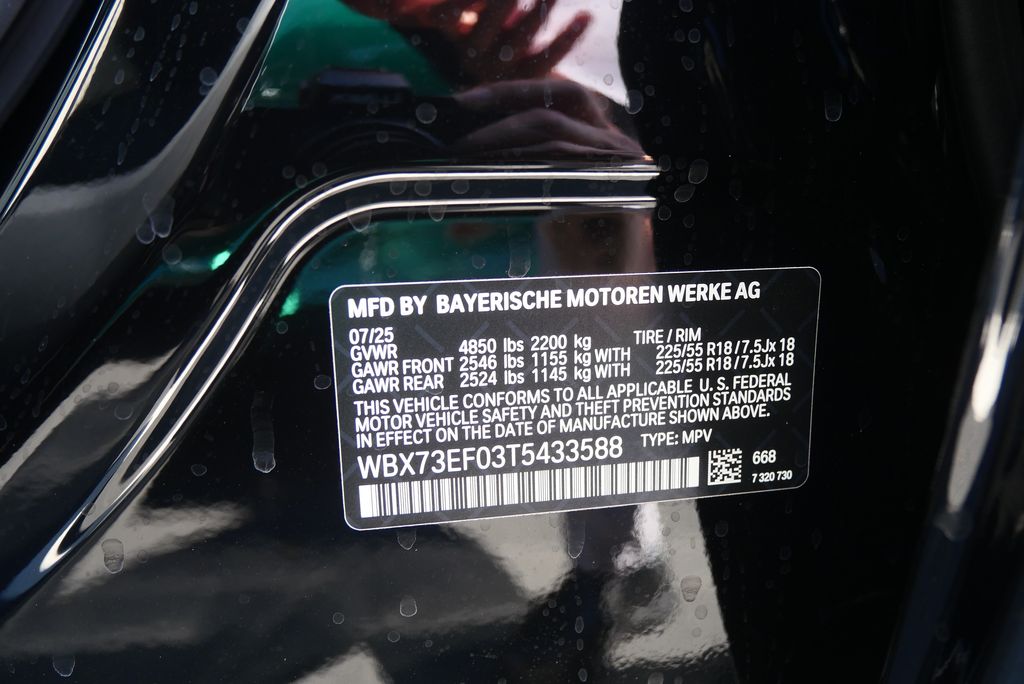 MFD BY BAYERISCHE MOTOREN WERKE AG
07/25 TIRE / RIM
GVWR 4850 lbs 2200 kg
GAWR FRONT 2546 lbs 1155 kg WITH 225/55 R18 / 7.5Jx 18
GAWR REAR 2524 lbs 1145 kg WITH 225/55 R18 / 7.5Jx 18
THIS VEHICLE CONFORMS TO ALL APPLICABLE U. S. FEDERAL
MOTOR VEHICLE SAFETY AND THEFT PREVENTION STANDARDS
IN EFFECT ON THE DATE OF MANUFACTURE SHOWN ABOVE.
WBX73EF03T5433588 TYPE: MPV
668
7 320 730